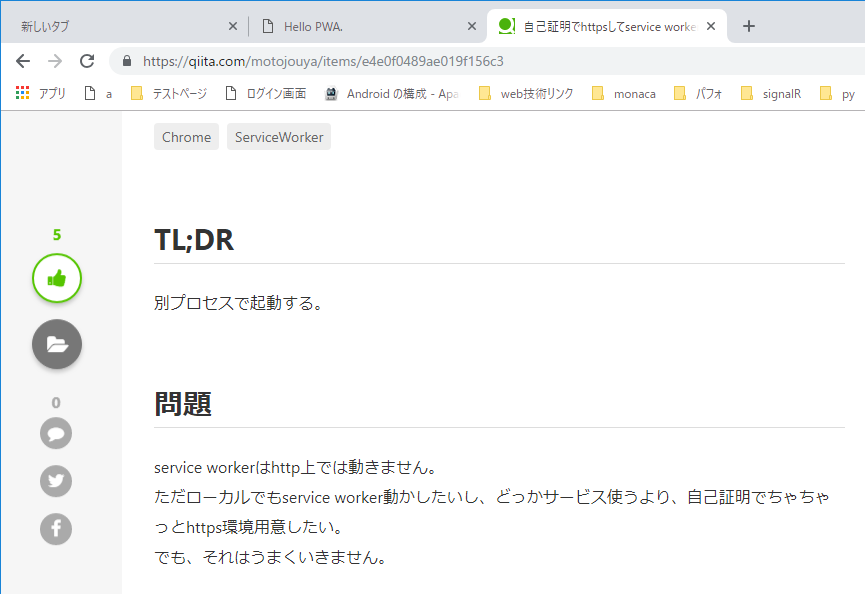 新しいタブ
Hello PWA.
自己証明でhttpsしてservice worke
https://qiita.com/motojouya/items/e4e0f0489ae019f156c3
アプリ
a
テストページ
ログイン画面
Android の構成 - Apa
web技術リンク
monaca
パフォ
signalR
py
Chrome
ServiceWorker
5
TL;DR
別プロセスで起動する。
問題
0
service workerはhttp上では動きません。
ただローカルでもservice worker動かしたいし、どっかサービス使うより、自己証明でちゃちゃ
っとhttps環境用意したい。
でも、それはうまくいきません。